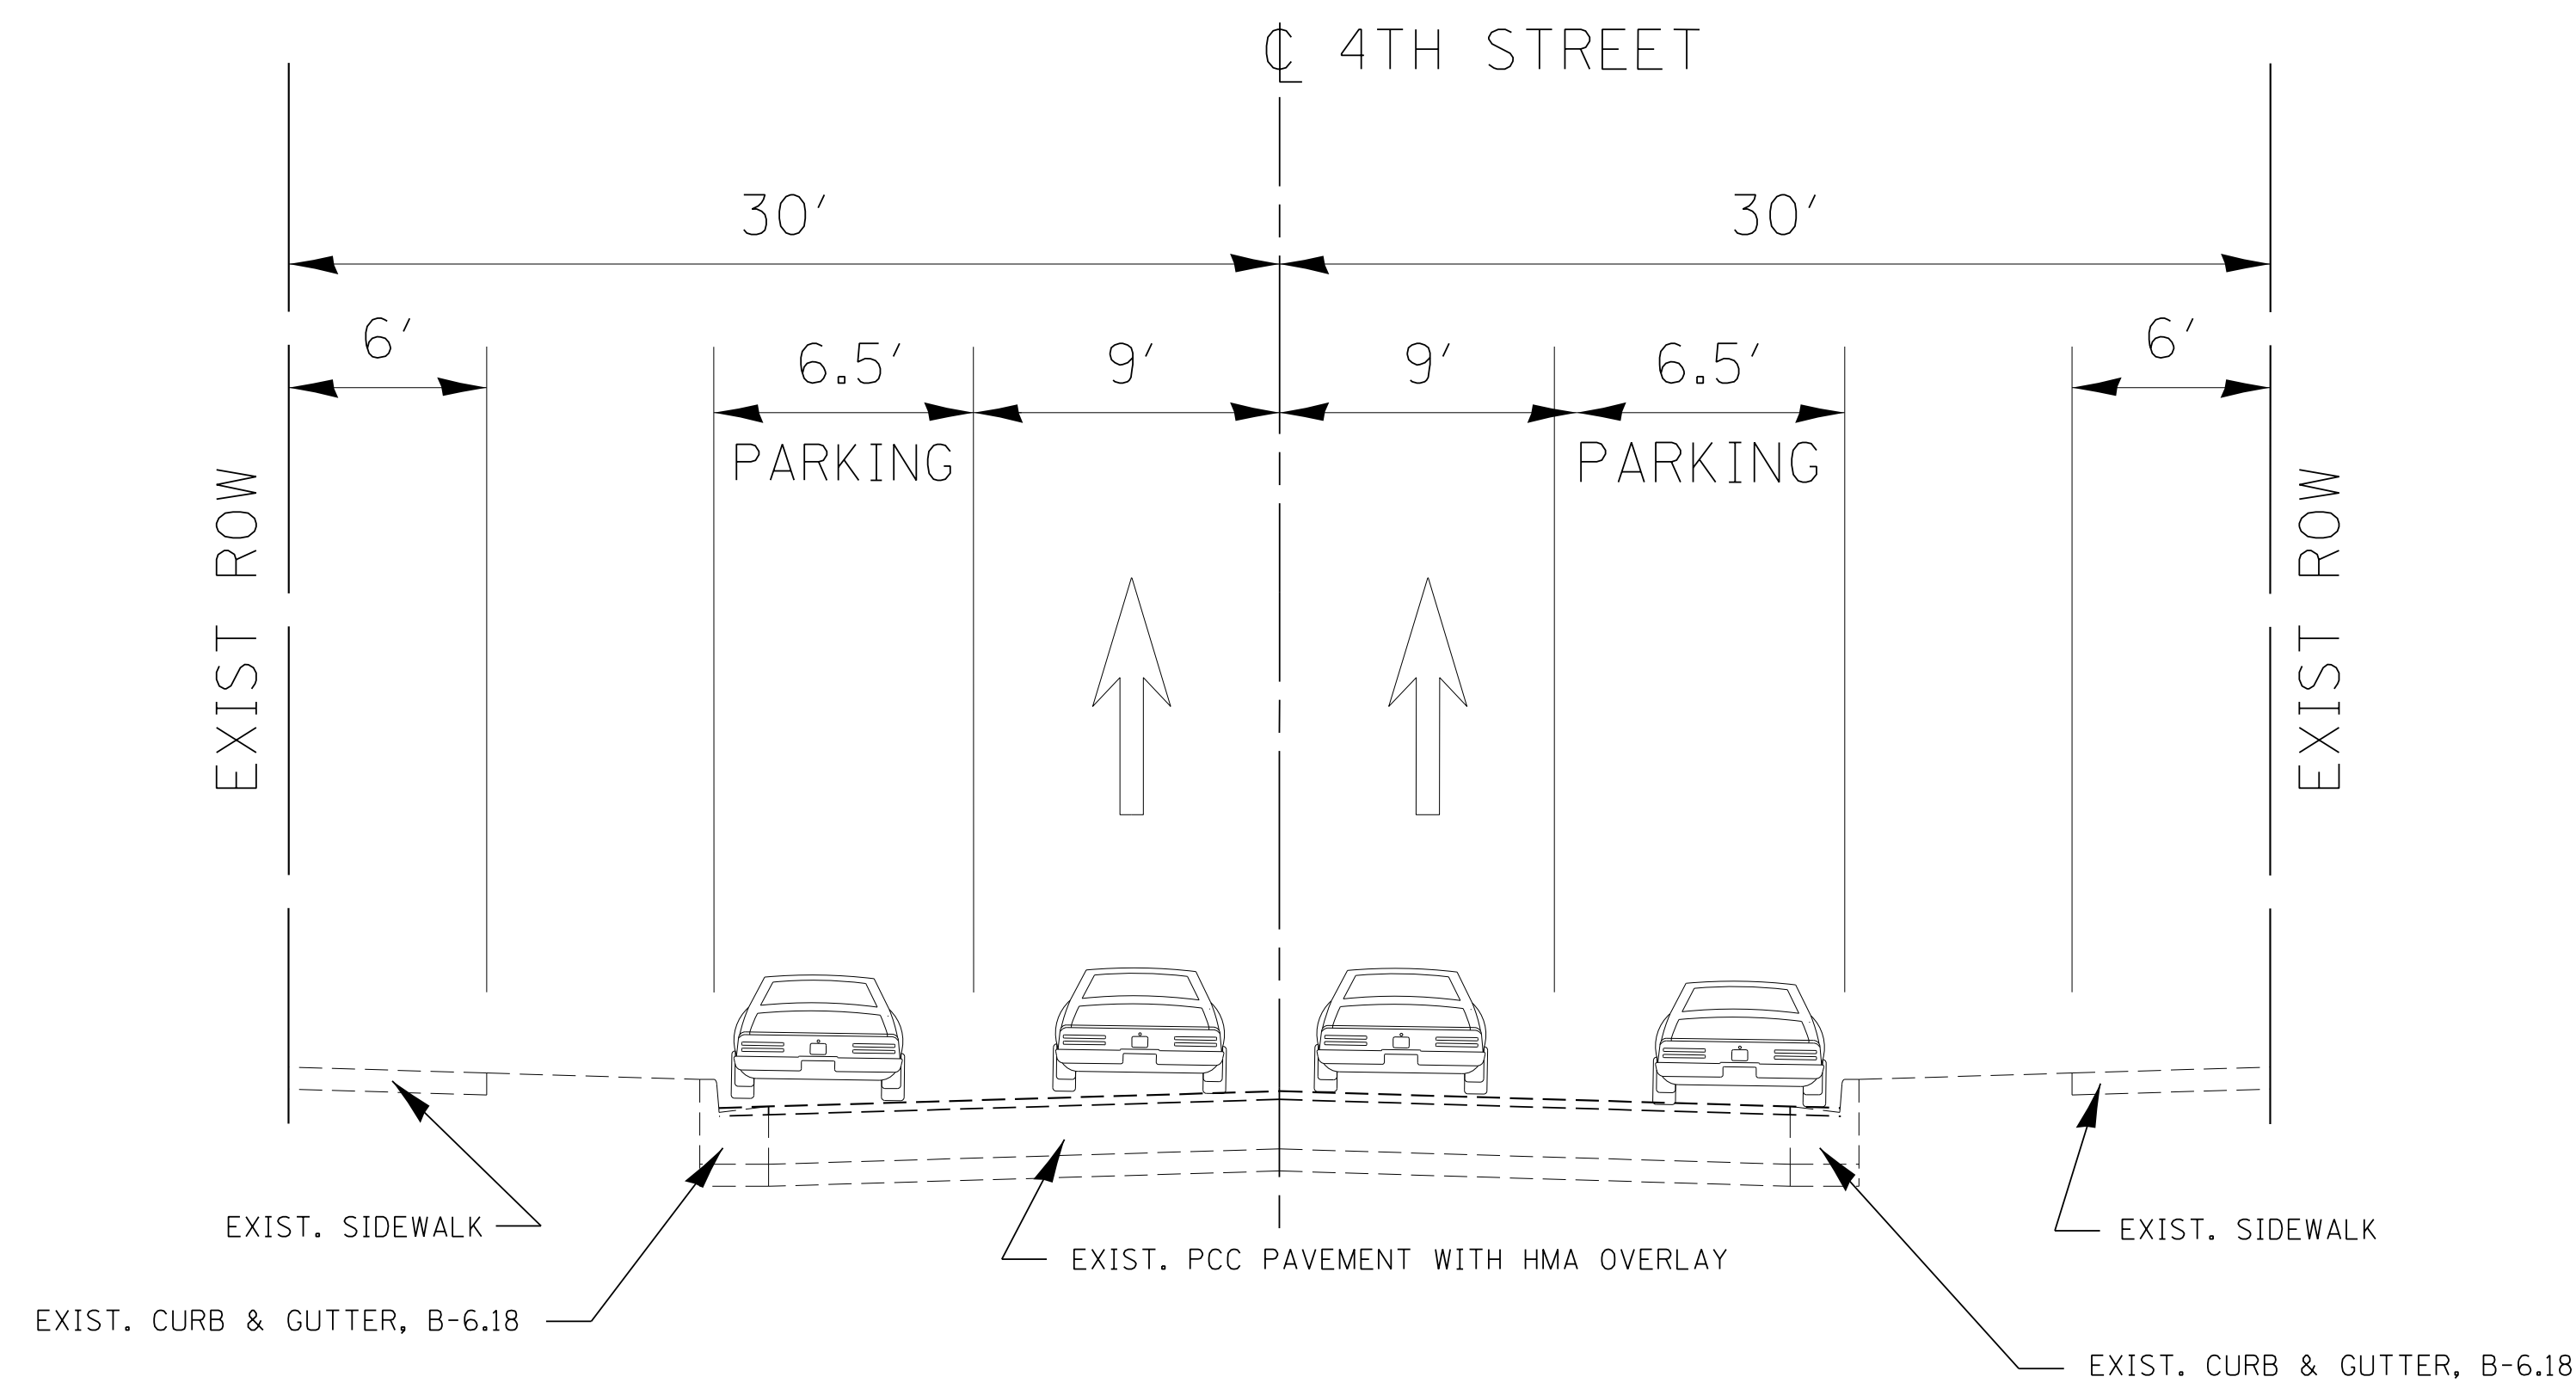 ℄ 4TH STREET
30'
30'
6'
6.5'
9'
9'
6.5'
6'
PARKING
PARKING
EXIST ROW
EXIST ROW
EXIST. SIDEWALK
EXIST. SIDEWALK
EXIST. PCC PAVEMENT WITH HMA OVERLAY
EXIST. CURB & GUTTER, B-6.18
EXIST. CURB & GUTTER, B-6.18